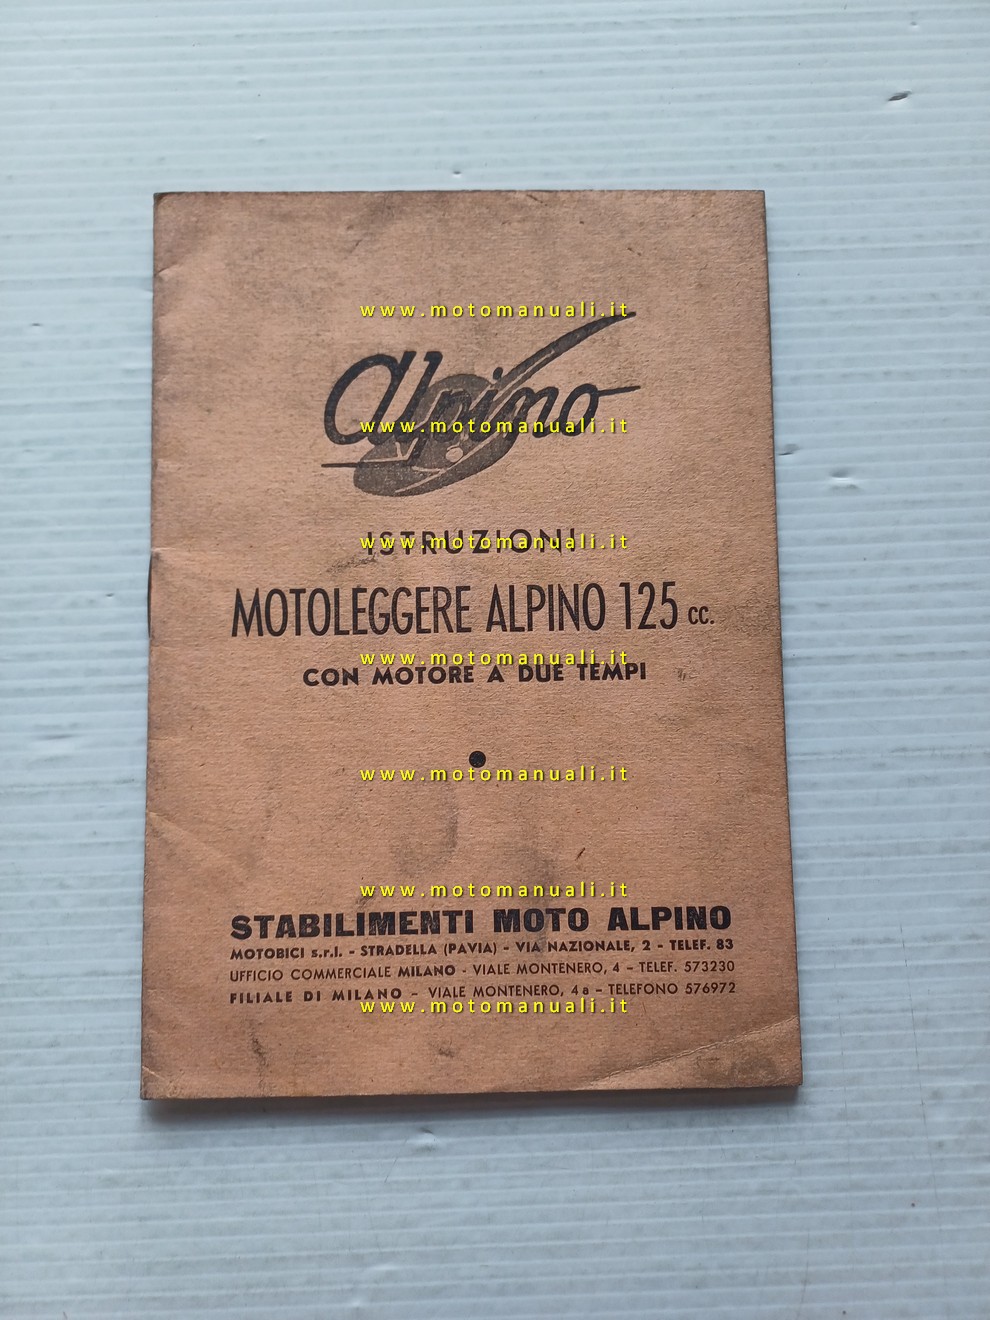 www.motomanuali.it
Alpino
www.motomanuali.it
ISTRUZIONI
www.motomanuali.it
MOTOLEGGERE ALPINO 125 cc.
www.motomanuali.it
CON MOTORE A DUE TEMPI
www.motomanuali.it
www.motomanuali.it
STABILIMENTI MOTO ALPINO
MOTOBICI s.r.l. - STRADELLA (PAVIA) - VIA NAZIONALE, 2 - TELEF. 83
UFFICIO COMMERCIALE MILANO - VIALE MONTENERO, 4 - TELEF. 573230
FILIALE DI MILANO - VIALE MONTENERO, 4a - TELEFONO 576972
www.motomanuali.it